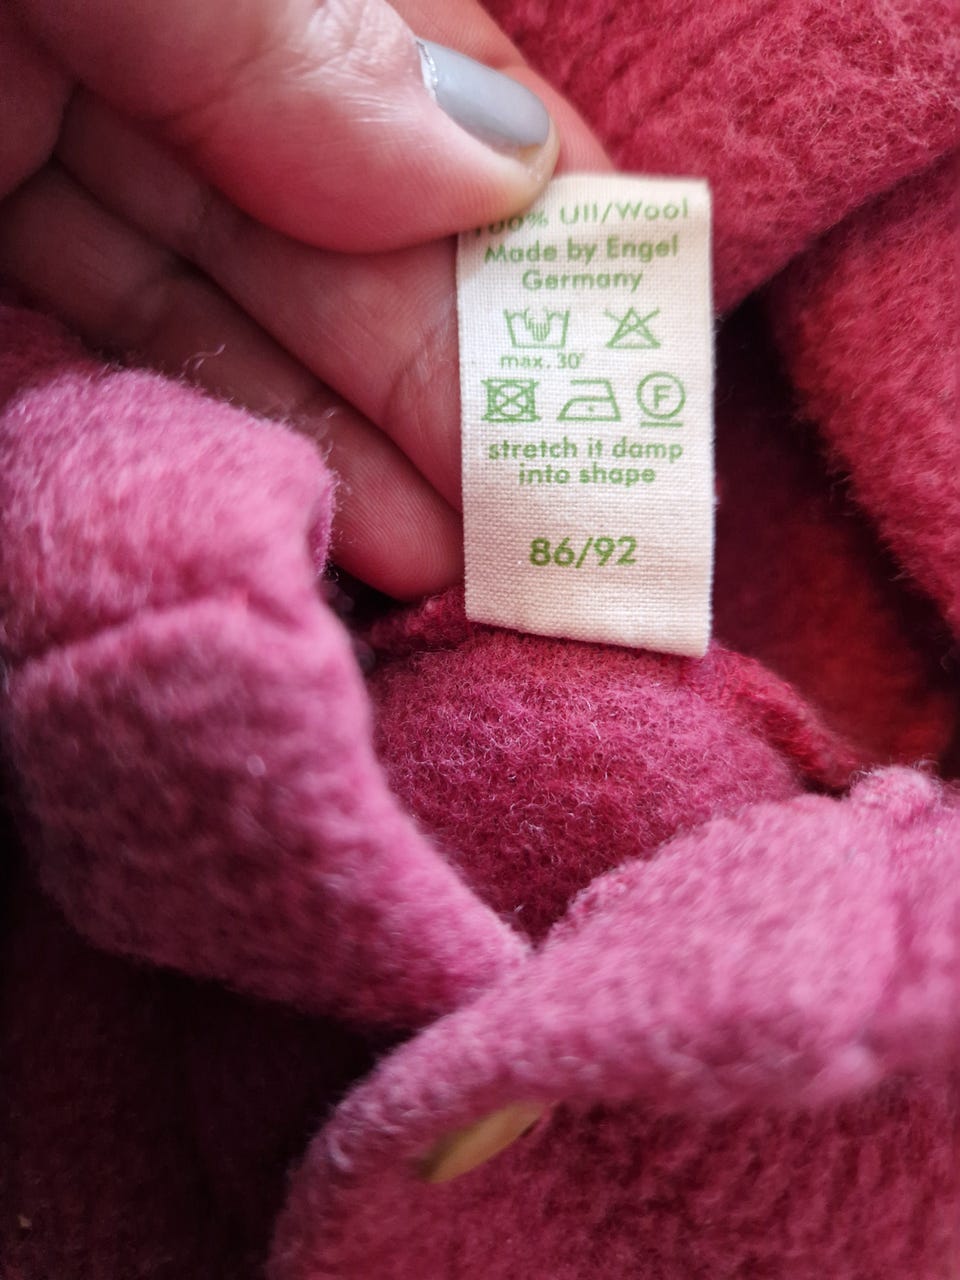 100% Ull/Wool
Made by Engel
Germany
max. 30°
F
stretch it damp
into shape
86/92